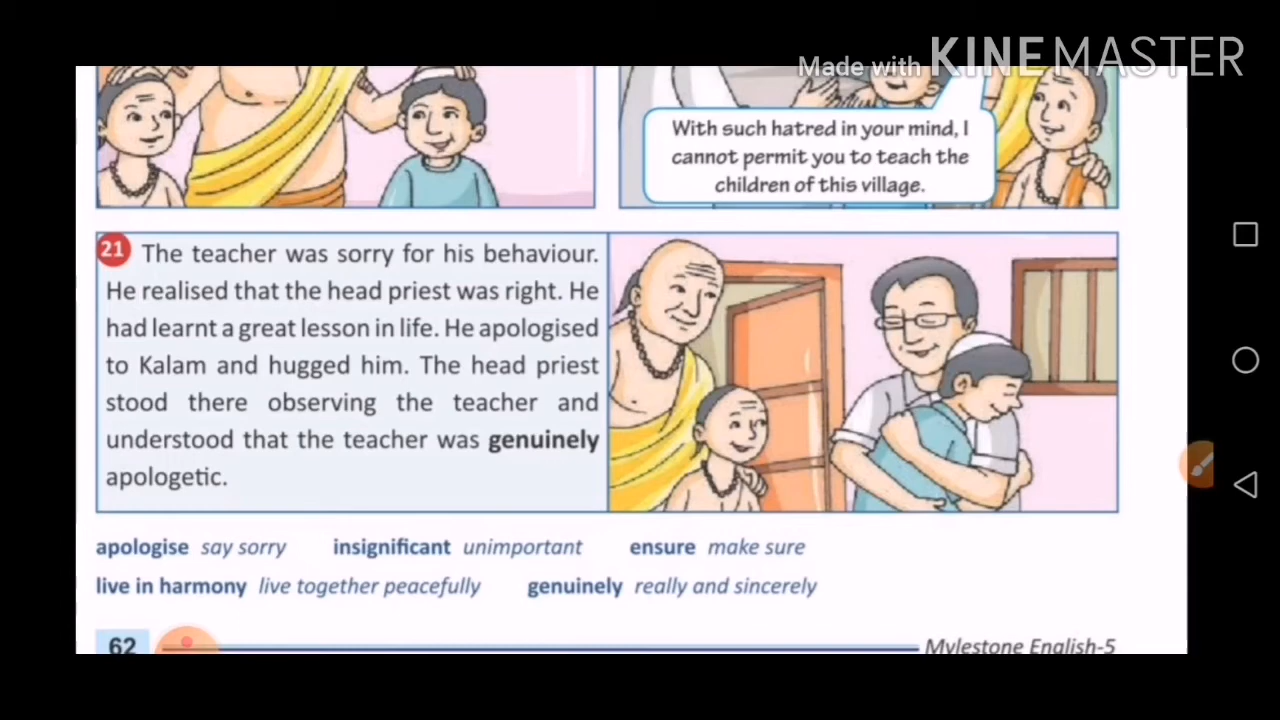 Made with KINEMASTER
With such hatred in your mind, I
cannot permit you to teach the
children of this village.
21 The teacher was sorry for his behaviour.
He realised that the head priest was right. He
had learnt a great lesson in life. He apologised
to Kalam and hugged him. The head priest
stood there observing the teacher and
understood that the teacher was genuinely
apologetic.
apologise say sorry insignificant unimportant ensure make sure
live in harmony live together peacefully genuinely really and sincerely
62 Mylestone English-5